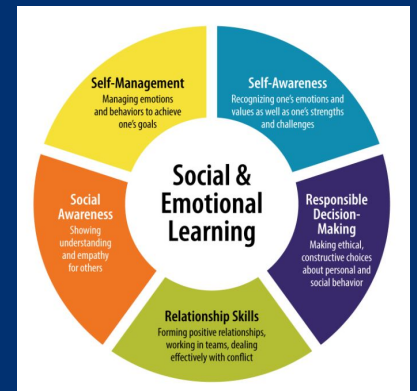 Self-Management
Managing emotions
and behaviors to achieve
one's goals
Self-Awareness
Recognizing one's emotions and
values as well as one's strengths
and challenges
Social
Awareness
Showing
understanding
and empathy
for others
Social &
Emotional
Learning
Responsible
Decision-
Making
Making ethical,
constructive choices
about personal and
social behavior
Relationship Skills
Forming positive relationships,
working in teams, dealing
effectively with conflict